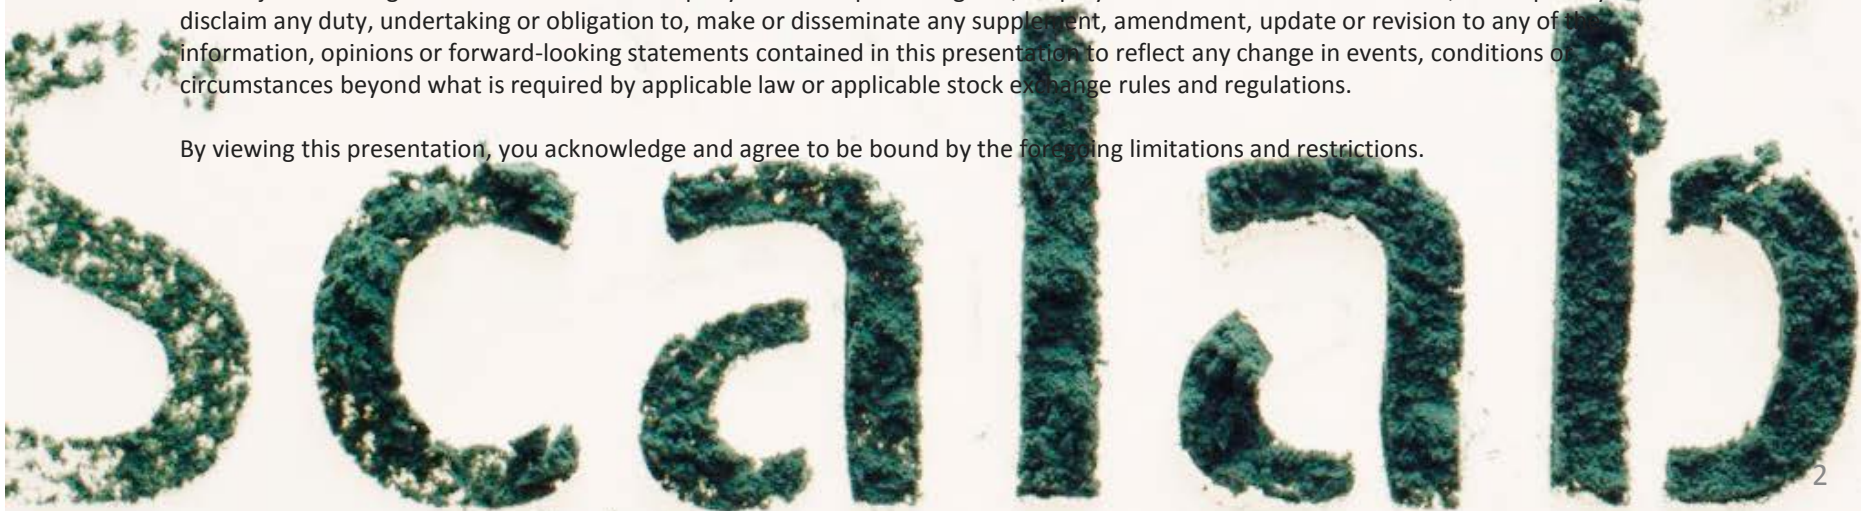 disclaim any duty, undertaking or obligation to, make or disseminate any supplement, amendment, update or revision to any of the
information, opinions or forward-looking statements contained in this presentation to reflect any change in events, conditions or
circumstances beyond what is required by applicable law or applicable stock exchange rules and regulations.
By viewing this presentation, you acknowledge and agree to be bound by the foregoing limitations and restrictions.
Scalab
2